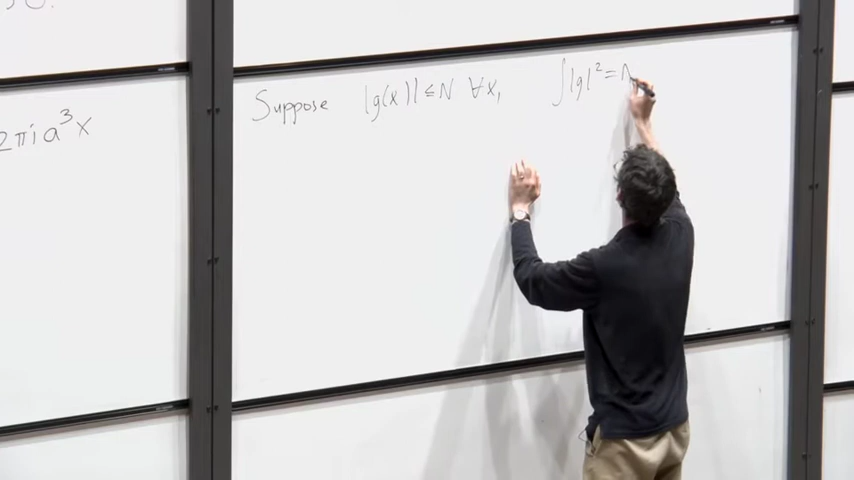 2πia³x
Suppose |g(x)| ≤ N ∀x, ∫|g|² = N